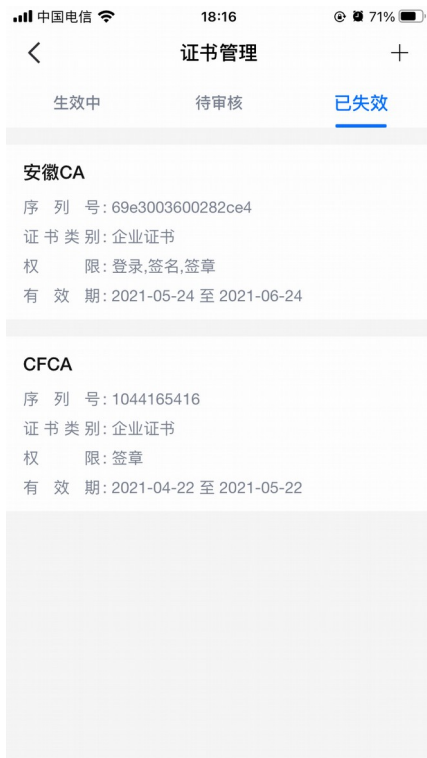 中国电信 18:16 71%
证书管理
生效中 待审核 已失效
安徽CA
序列号: 69e3003600282ce4
证书类别: 企业证书
权限: 登录,签名,签章
有效期: 2021-05-24 至 2021-06-24
CFCA
序列号: 1044165416
证书类别: 企业证书
权限: 签章
有效期: 2021-04-22 至 2021-05-22